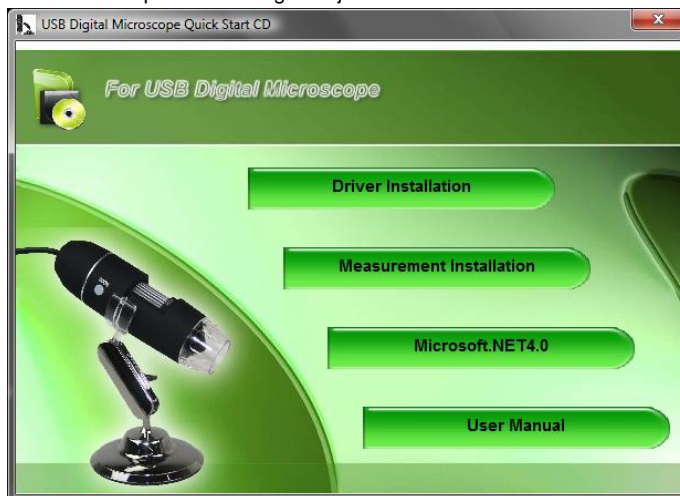 USB Digital Microscope Quick Start CD
For USB Digital Microscope
Driver Installation
Measurement Installation
Microsoft.NET4.0
User Manual